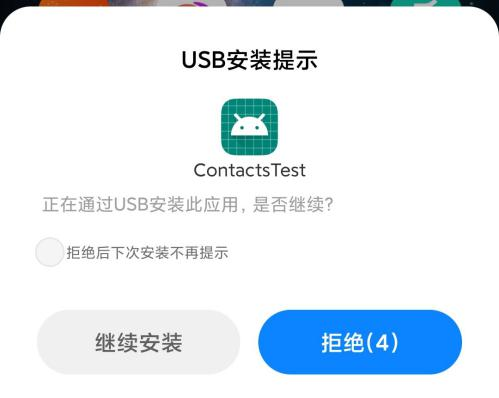 USB安装提示
ContactsTest
正在通过USB安装此应用，是否继续?
拒绝后下次安装不再提示
继续安装
拒绝(4)